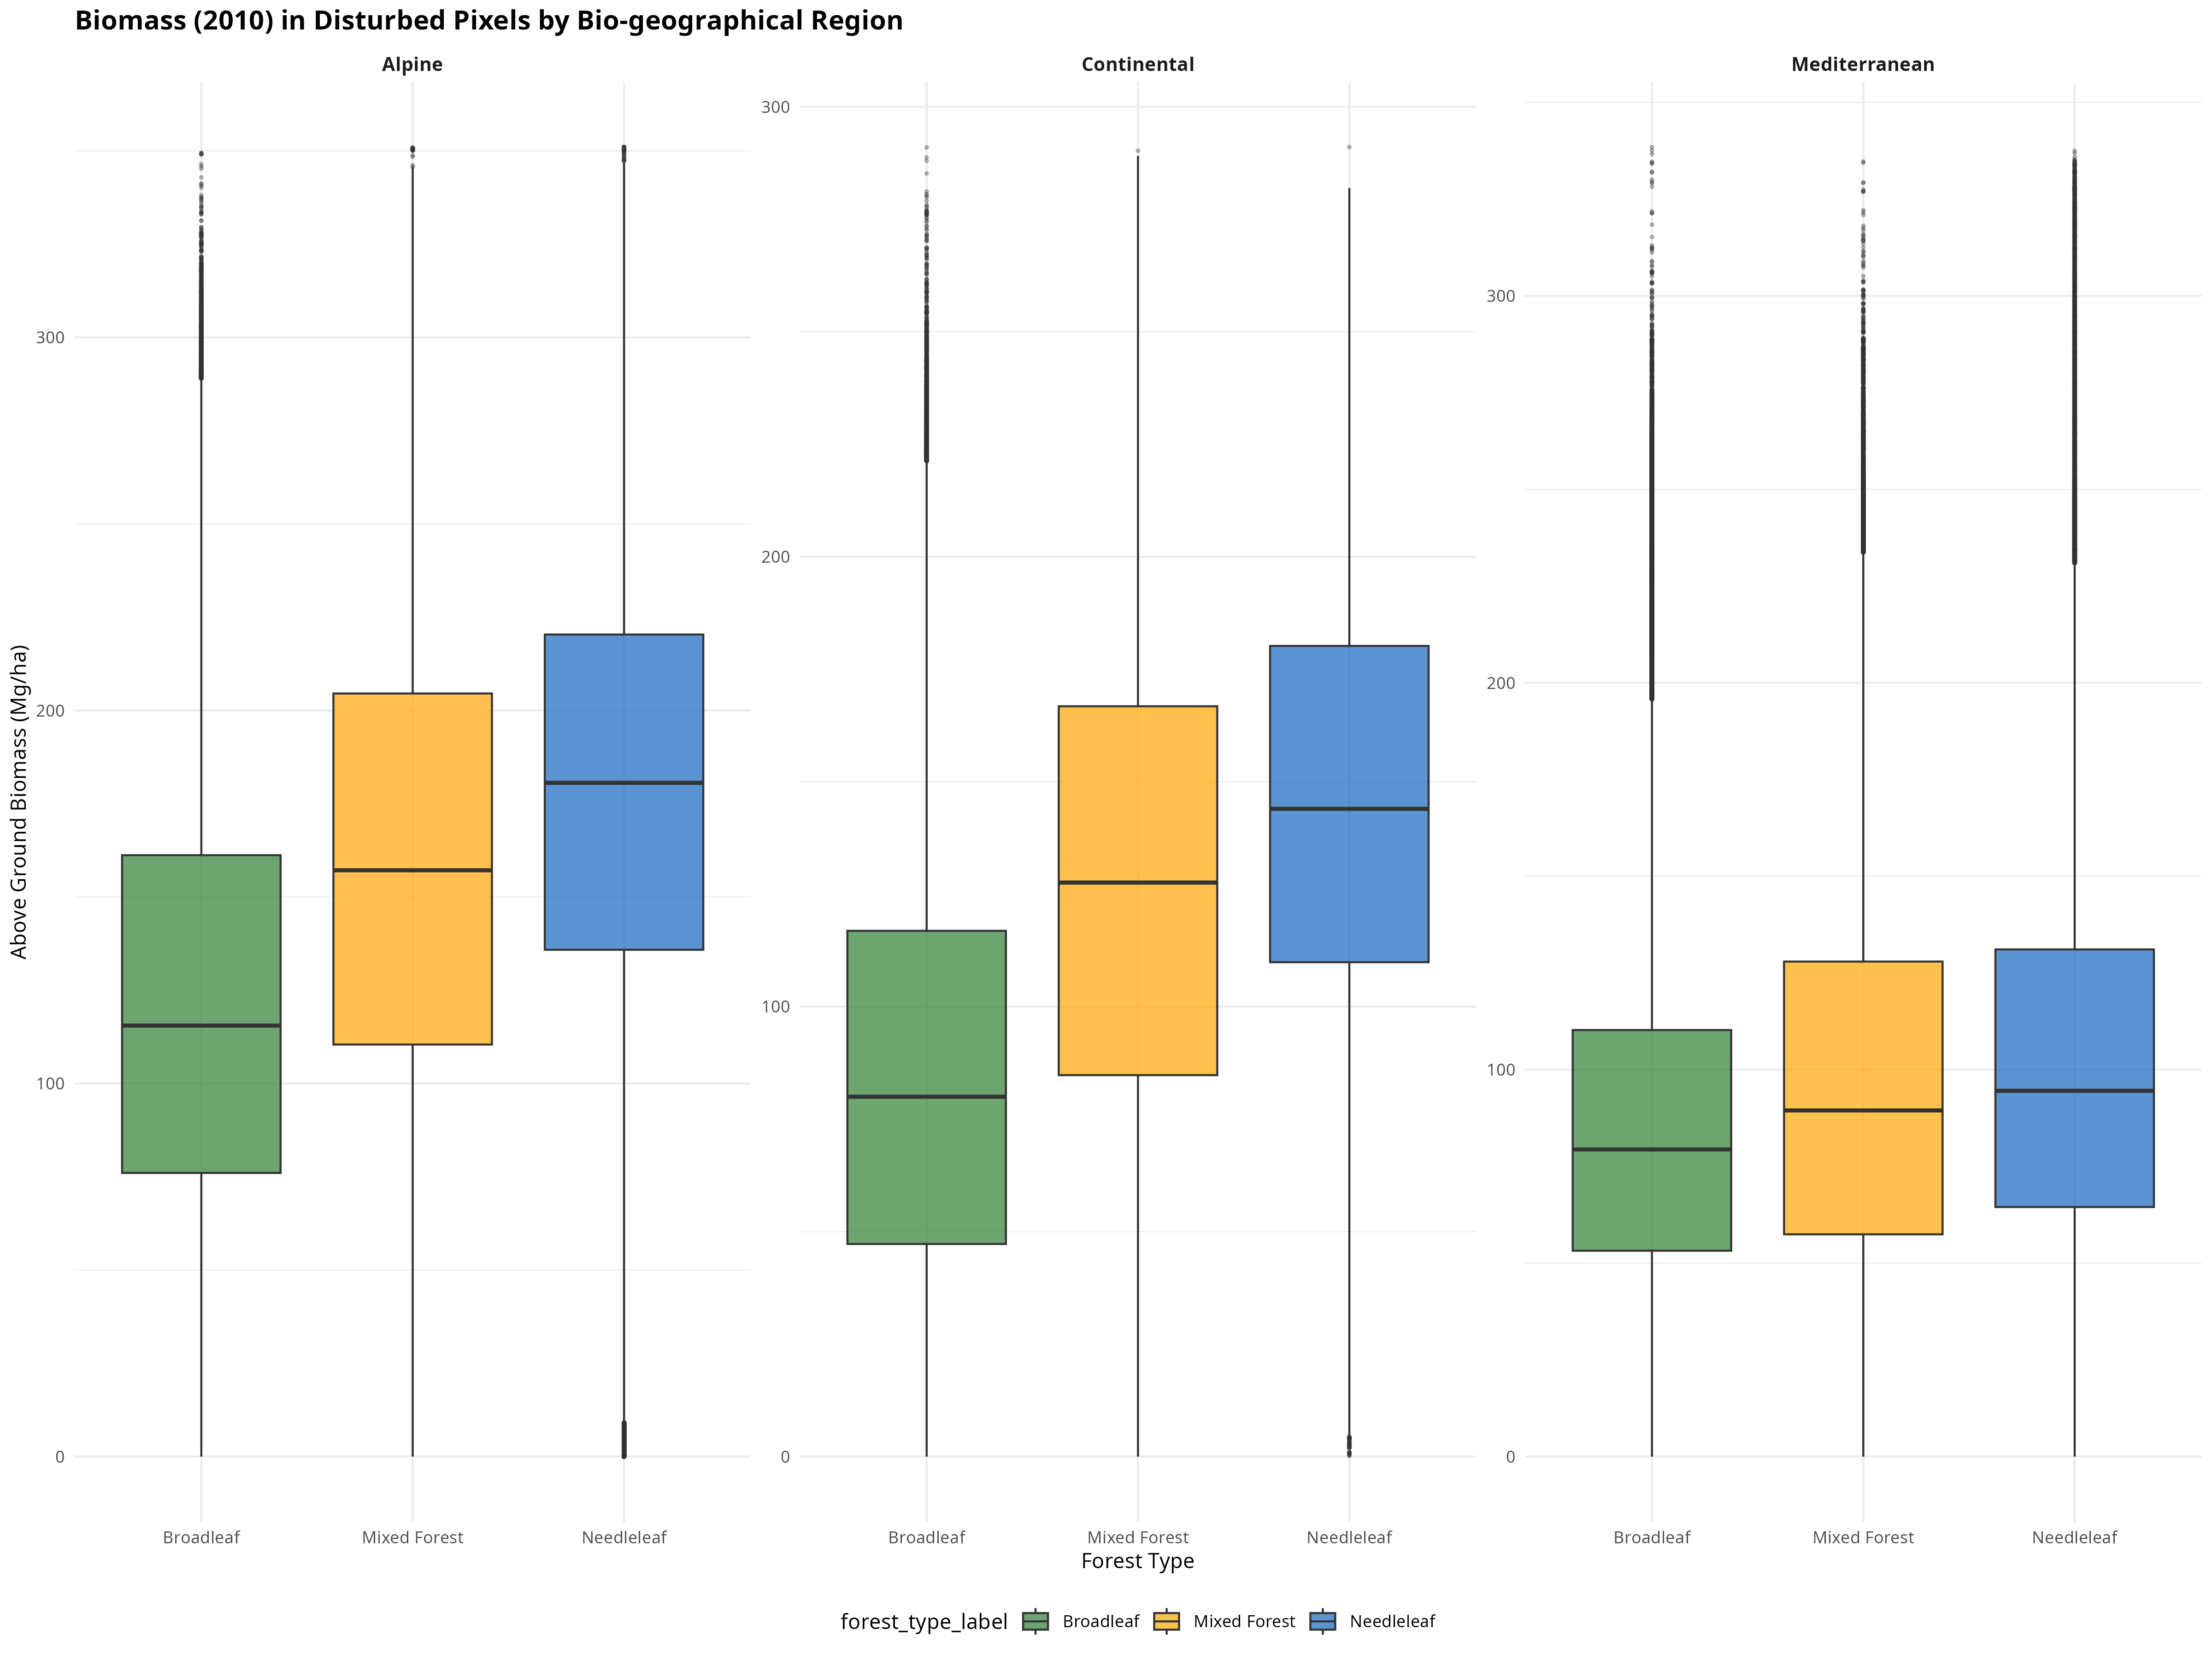 Biomass (2010) in Disturbed Pixels by Bio-geographical Region
Alpine
Continental
Mediterranean
Above Ground Biomass (Mg/ha)
300
200
100
0
300
200
100
0
300
200
100
0
Broadleaf
Mixed Forest
Needleleaf
Broadleaf
Mixed Forest
Needleleaf
Broadleaf
Mixed Forest
Needleleaf
Forest Type
forest_type_label
Broadleaf
Mixed Forest
Needleleaf